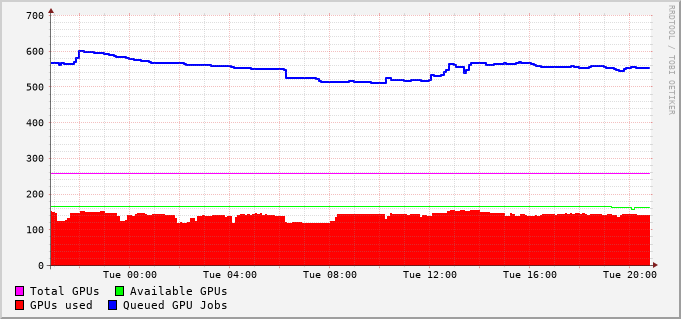 700
600
500
400
300
200
100
0
Tue 00:00 Tue 04:00 Tue 08:00 Tue 12:00 Tue 16:00 Tue 20:00
Total GPUs Available GPUs
GPUs used Queued GPU Jobs
RRDTOOL / TOBI OETIKER